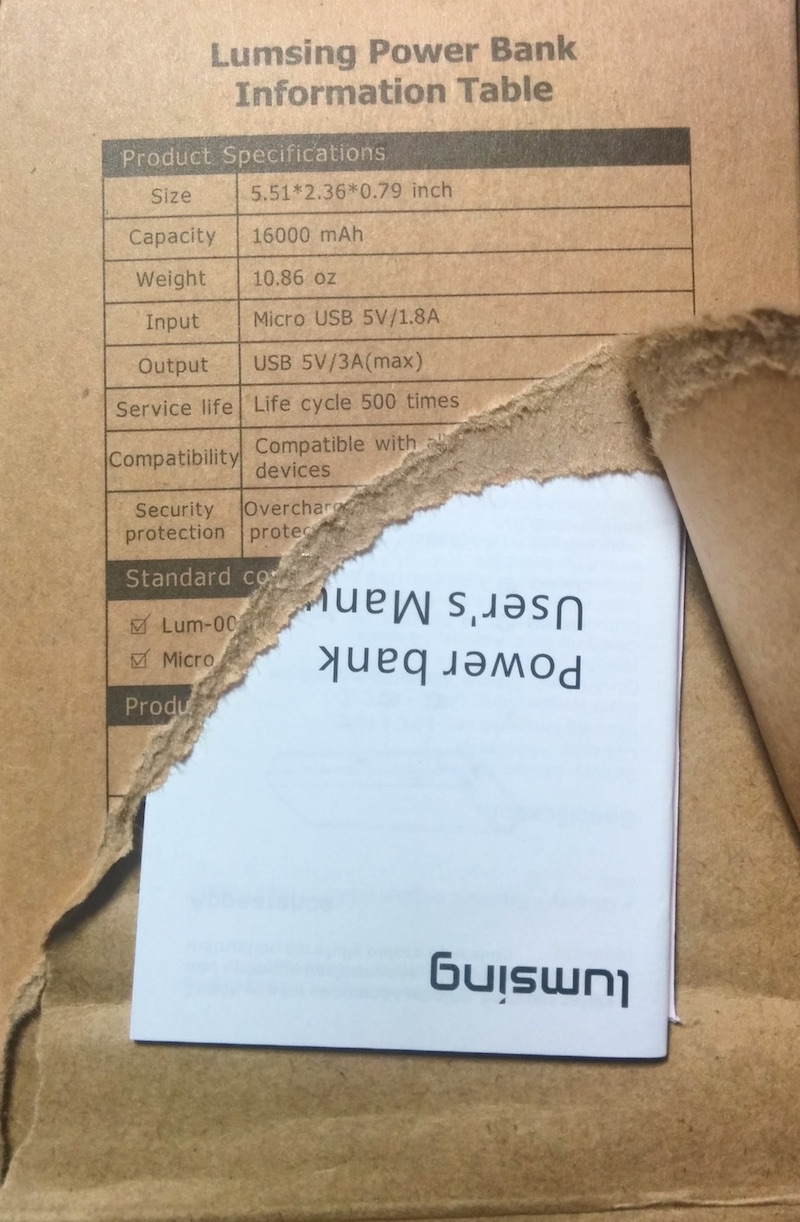 Lumsing Power Bank
Information Table
Product Specifications
Size 5.51*2.36*0.79 inch
Capacity 16000 mAh
Weight 10.86 oz
Input Micro USB 5V/1.8A
Output USB 5V/3A(max)
Service life Life cycle 500 times
Compatibility Compatible with
devices
Security
protection
Standard
Lum-00
Micro
Power bank
User's
lumsing